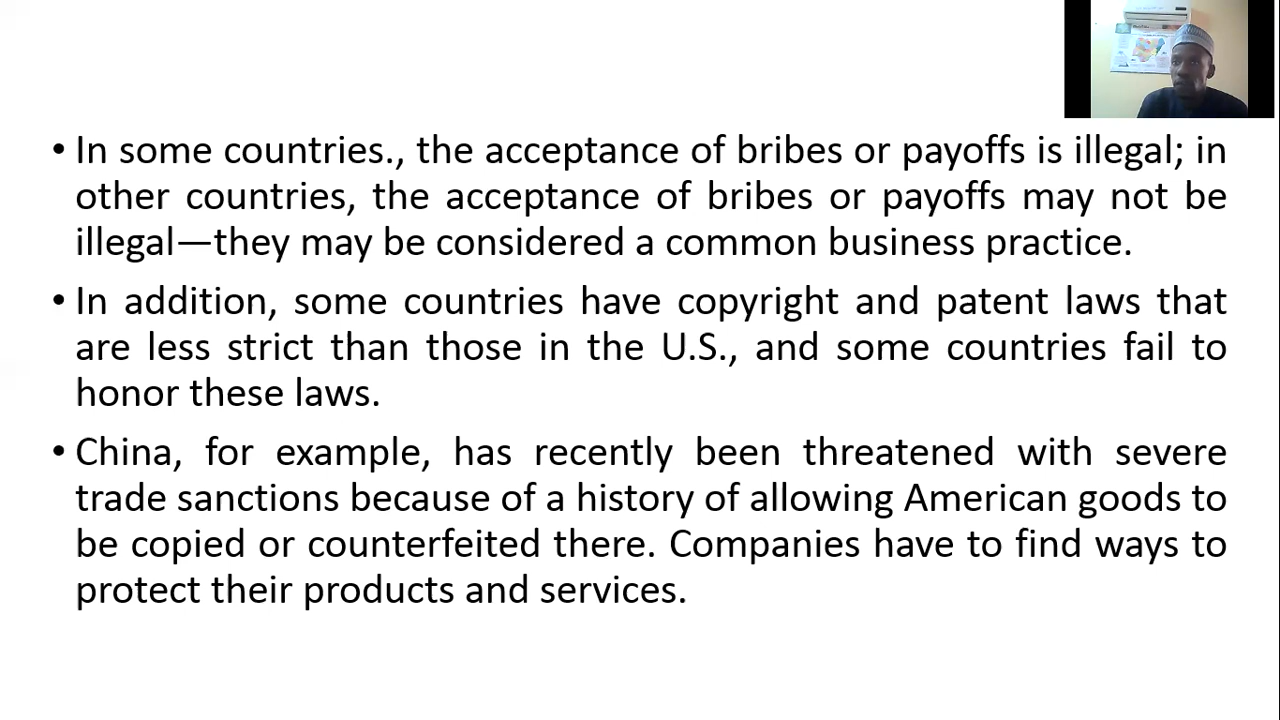 • In some countries., the acceptance of bribes or payoffs is illegal; in
other countries, the acceptance of bribes or payoffs may not be
illegal—they may be considered a common business practice.
• In addition, some countries have copyright and patent laws that
are less strict than those in the U.S., and some countries fail to
honor these laws.
• China, for example, has recently been threatened with severe
trade sanctions because of a history of allowing American goods to
be copied or counterfeited there. Companies have to find ways to
protect their products and services.